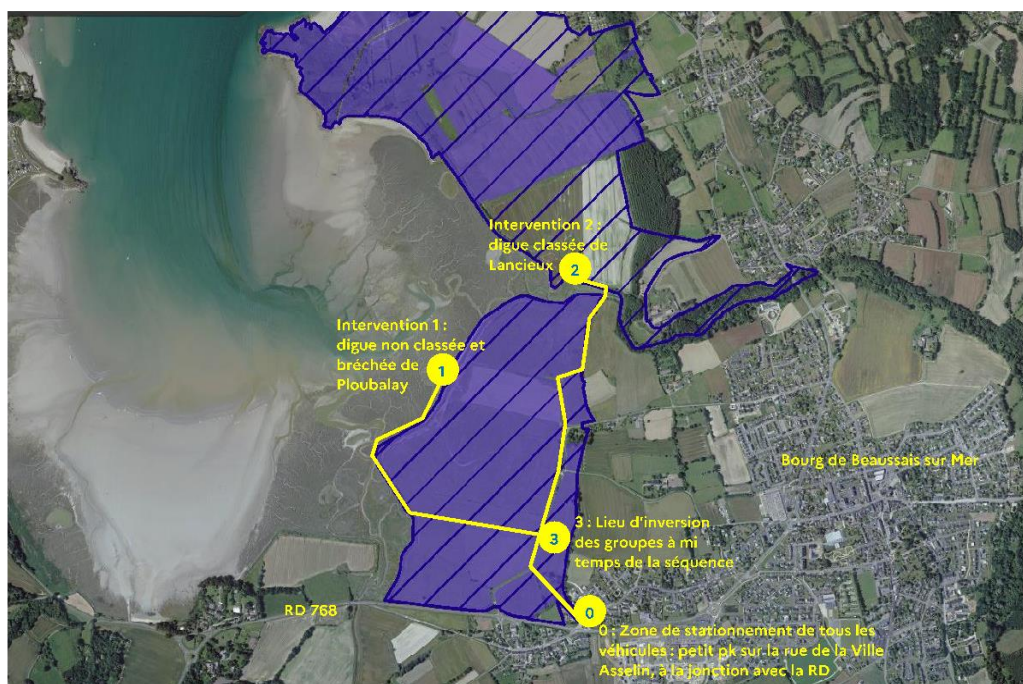 Intervention 2 :
digue classée de
Lancieux
2
Intervention 1 :
digue non classée et
bréchée de
Ploubalay
1
Bourg de Beaussais sur Mer
3
3 : Lieu d'inversion
des groupes à mi
temps de la séquence
RD 768
0
0 : Zone de stationnement de tous les
véhicules : petit pk sur la rue de la Ville
Asselin, à la jonction avec la RD